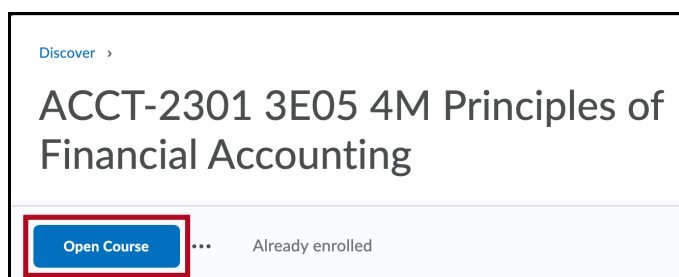 Discover ›
ACCT-2301 3E05 4M Principles of
Financial Accounting
Open Course ••• Already enrolled